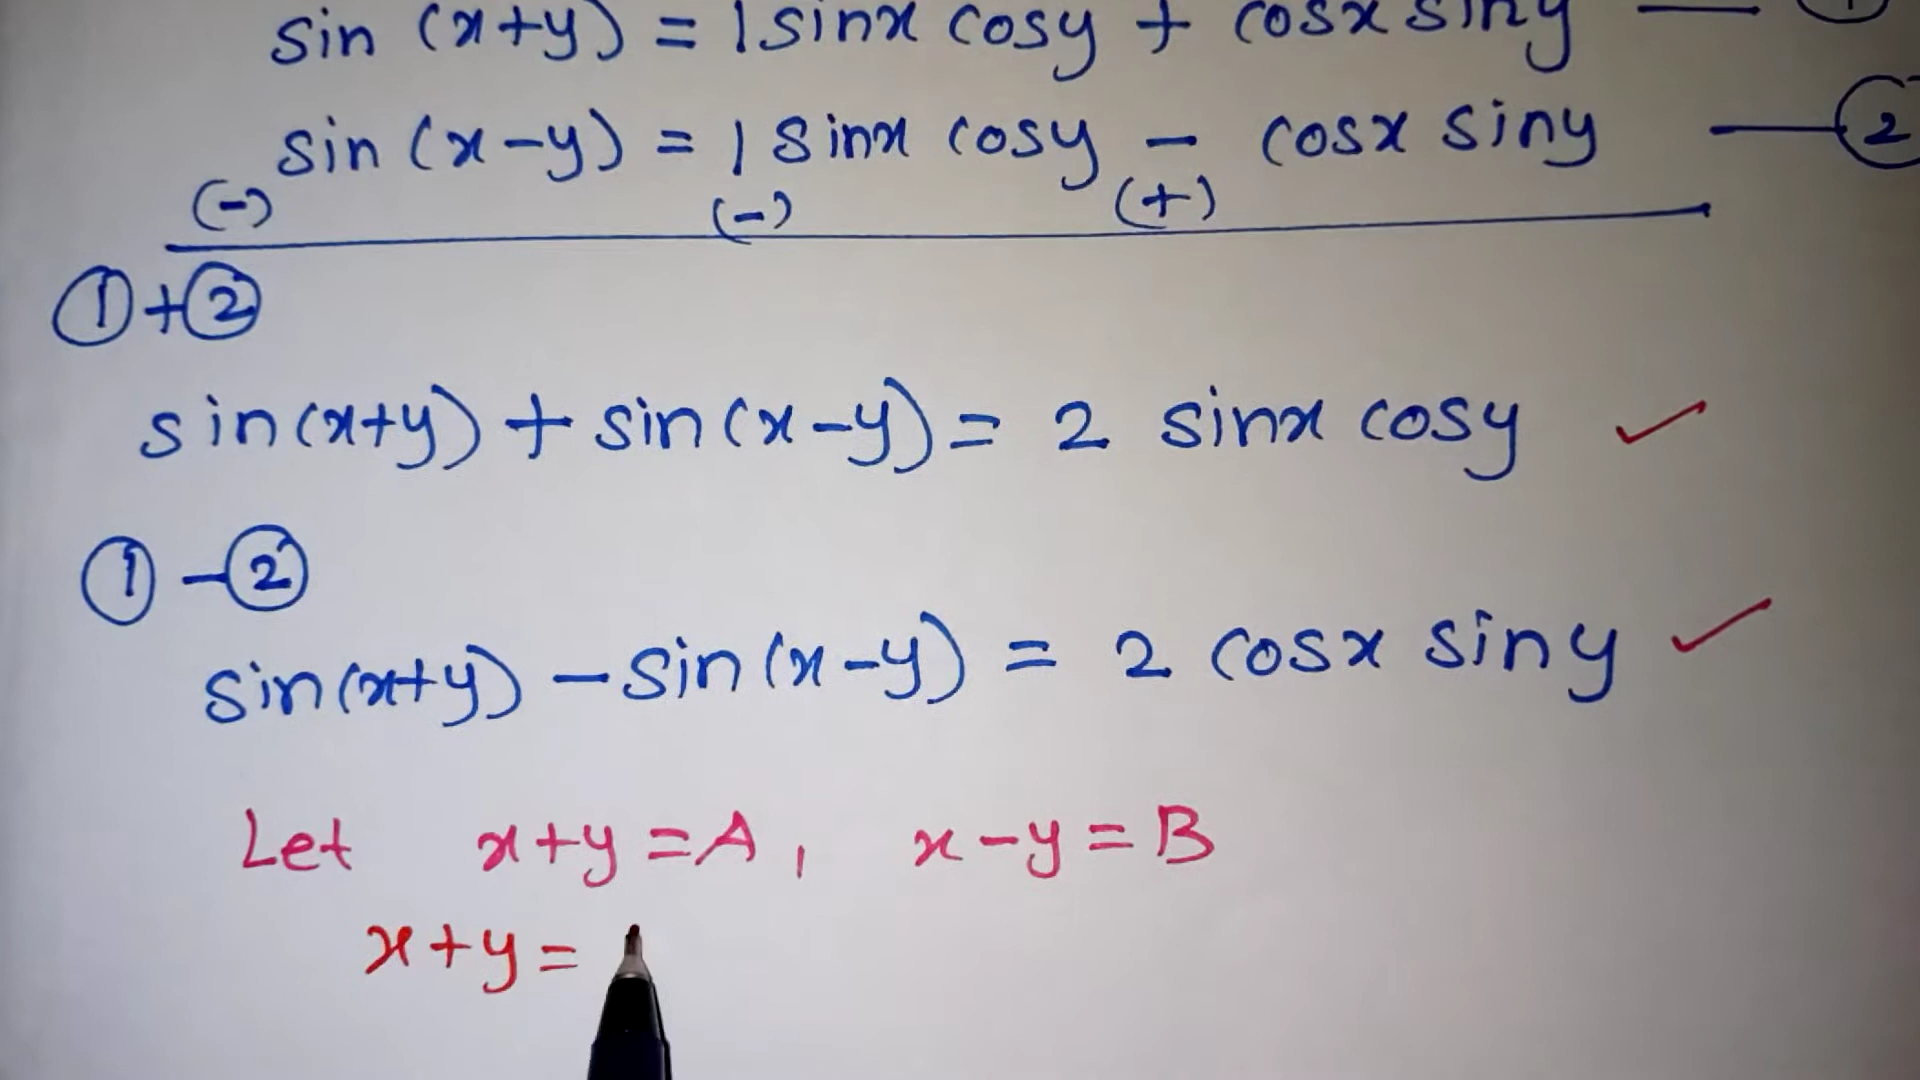 sin (x+y) = | sinx cosy + cosx siny — ①
sin (x-y) = | sinx cosy - cosx siny — ②
(-) (-) (+)
①+②
sin(x+y) + sin(x-y) = 2 sinx cosy ✓
①-②
sin(x+y) - sin(x-y) = 2 cosx siny ✓
Let x+y = A, x-y = B
x+y =